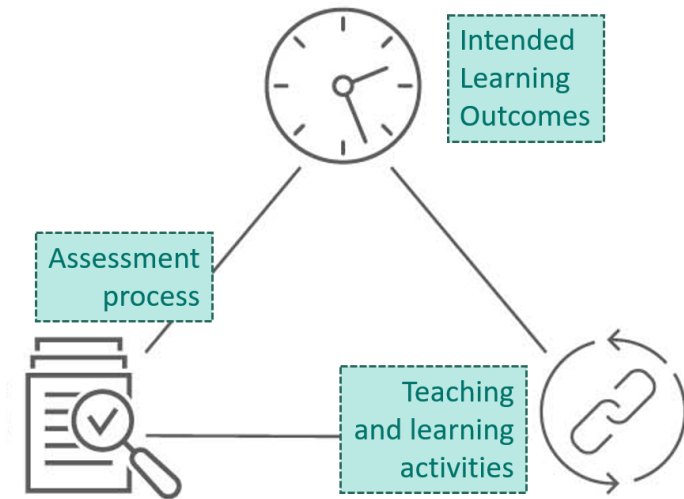 Intended
Learning
Outcomes
Assessment
process
Teaching
and learning
activities